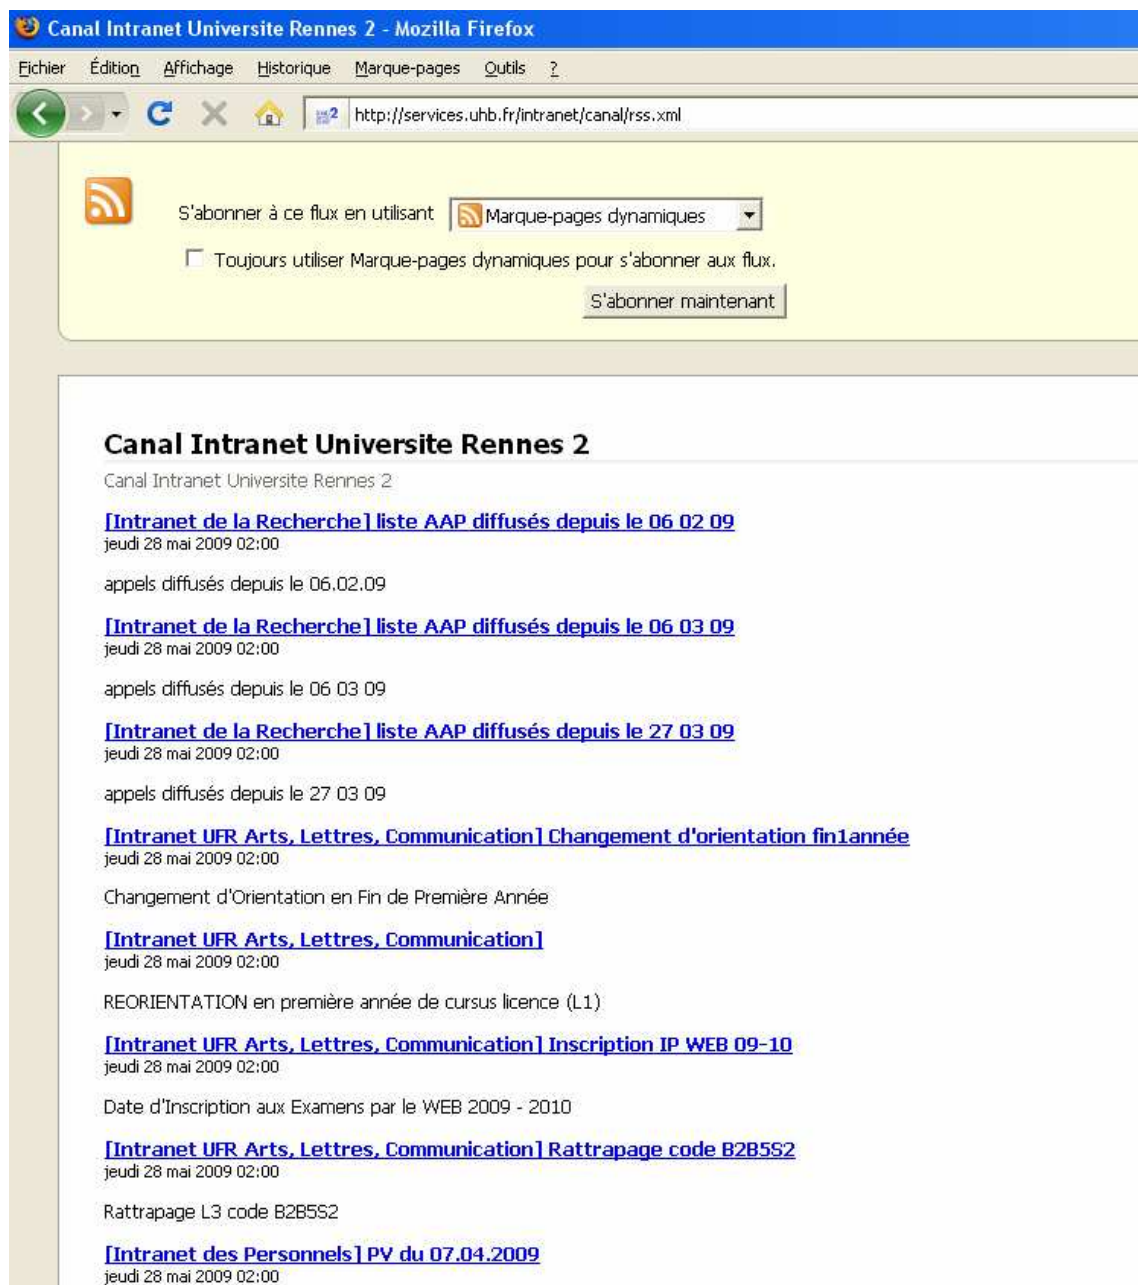 Canal Intranet Universite Rennes 2 - Mozilla Firefox
Fichier Édition Affichage Historique Marque-pages Outils ?
http://services.uhb.fr/intranet/canal/rss.xml
S'abonner à ce flux en utilisant Marque-pages dynamiques
Toujours utiliser Marque-pages dynamiques pour s'abonner aux flux.
S'abonner maintenant
Canal Intranet Universite Rennes 2
Canal Intranet Universite Rennes 2
[Intranet de la Recherche] liste AAP diffusés depuis le 06 02 09
jeudi 28 mai 2009 02:00
appels diffusés depuis le 06.02.09
[Intranet de la Recherche] liste AAP diffusés depuis le 06 03 09
jeudi 28 mai 2009 02:00
appels diffusés depuis le 06 03 09
[Intranet de la Recherche] liste AAP diffusés depuis le 27 03 09
jeudi 28 mai 2009 02:00
appels diffusés depuis le 27 03 09
[Intranet UFR Arts, Lettres, Communication] Changement d'orientation fin1année
jeudi 28 mai 2009 02:00
Changement d'Orientation en Fin de Première Année
[Intranet UFR Arts, Lettres, Communication]
jeudi 28 mai 2009 02:00
REORIENTATION en première année de cursus licence (L1)
[Intranet UFR Arts, Lettres, Communication] Inscription IP WEB 09-10
jeudi 28 mai 2009 02:00
Date d'Inscription aux Examens par le WEB 2009 - 2010
[Intranet UFR Arts, Lettres, Communication] Rattrapage code B2B5S2
jeudi 28 mai 2009 02:00
Rattrapage L3 code B2B5S2
[Intranet des Personnels] PV du 07.04.2009
jeudi 28 mai 2009 02:00